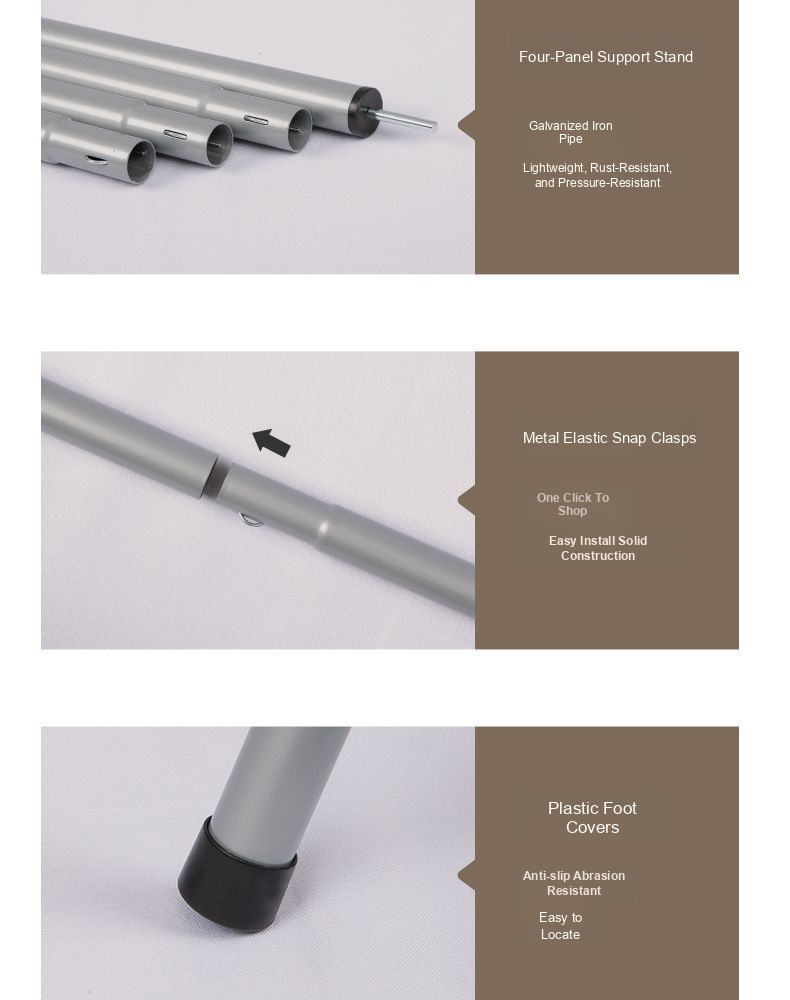 Four-Panel Support Stand
Galvanized Iron
Pipe
Lightweight, Rust-Resistant,
and Pressure-Resistant
Metal Elastic Snap Clasps
One Click To
Shop
Easy Install Solid
Construction
Plastic Foot
Covers
Anti-slip Abrasion
Resistant
Easy to
Locate